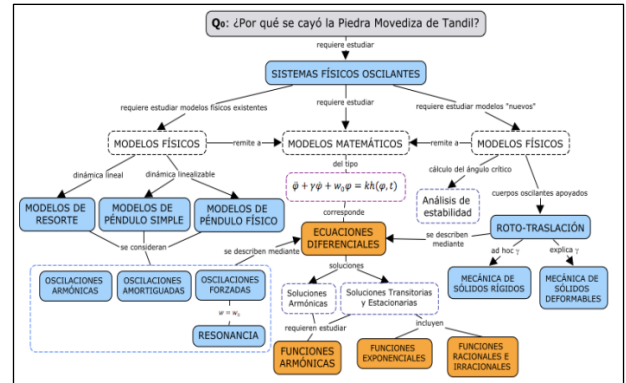 Q₀: ¿Por qué se cayó la Piedra Movediza de Tandil?
requiere estudiar
SISTEMAS FÍSICOS OSCILANTES
requiere estudiar modelos físicos existentes
requiere estudiar
requiere estudiar modelos "nuevos"
MODELOS FÍSICOS
remite a
MODELOS MATEMÁTICOS
remite a
MODELOS FÍSICOS
dinámica lineal
dinámica linealizable
del tipo
cálculo del ángulo crítico
cuerpos oscilantes apoyados
φ̈ + γφ̇ + w₀φ = kh(φ,t)
Análisis de
estabilidad
MODELOS DE
RESORTE
MODELOS DE
PÉNDULO SIMPLE
MODELOS DE
PÉNDULO FÍSICO
corresponde
ROTO-TRASLACIÓN
se consideran
se describen mediante
ECUACIONES
DIFERENCIALES
se describen
mediante
ad hoc γ
explica γ
OSCILACIONES
ARMÓNICAS
OSCILACIONES
AMORTIGUADAS
OSCILACIONES
FORZADAS
soluciones
MECÁNICA DE
SÓLIDOS RÍGIDOS
MECÁNICA DE
SÓLIDOS
DEFORMABLES
Soluciones
Armónicas
Soluciones Transitorias
y Estacionarias
RESONANCIA
requieren estudiar
incluyen
FUNCIONES
ARMÓNICAS
FUNCIONES
EXPONENCIALES
FUNCIONES
RACIONALES E
IRRACIONALES